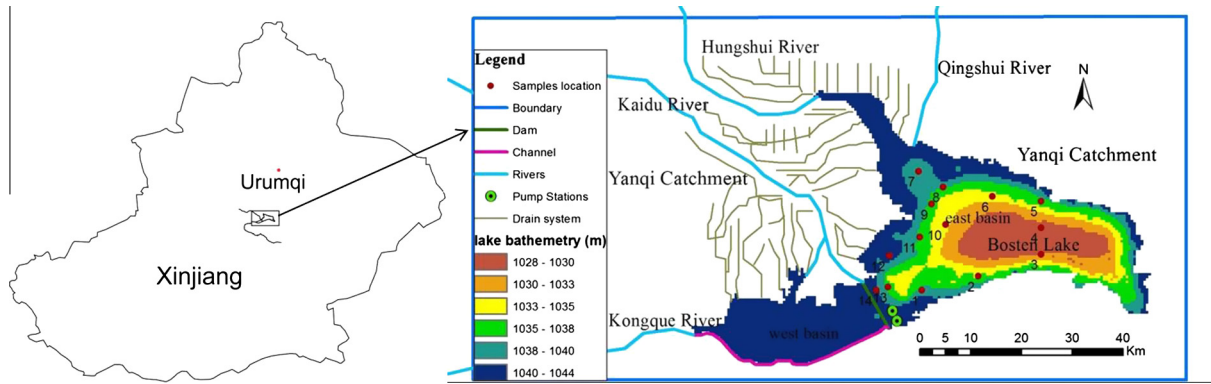 Urumqi
Xinjiang
Legend
Samples location
Boundary
Dam
Channel
Rivers
Pump Stations
Drain system
lake bathemetry (m)
1028 - 1030
1030 - 1033
1033 - 1035
1035 - 1038
1038 - 1040
1040 - 1044
Hungshui River
Qingshui River
N
Kaidu River
Yanqi Catchment
Yanqi Catchment
7
8
6
5
9
east basin
10
4
Bosten Lake
11
3
12
2
14
13
1
Kongque River
west basin
0 5 10 20 30 40
Km